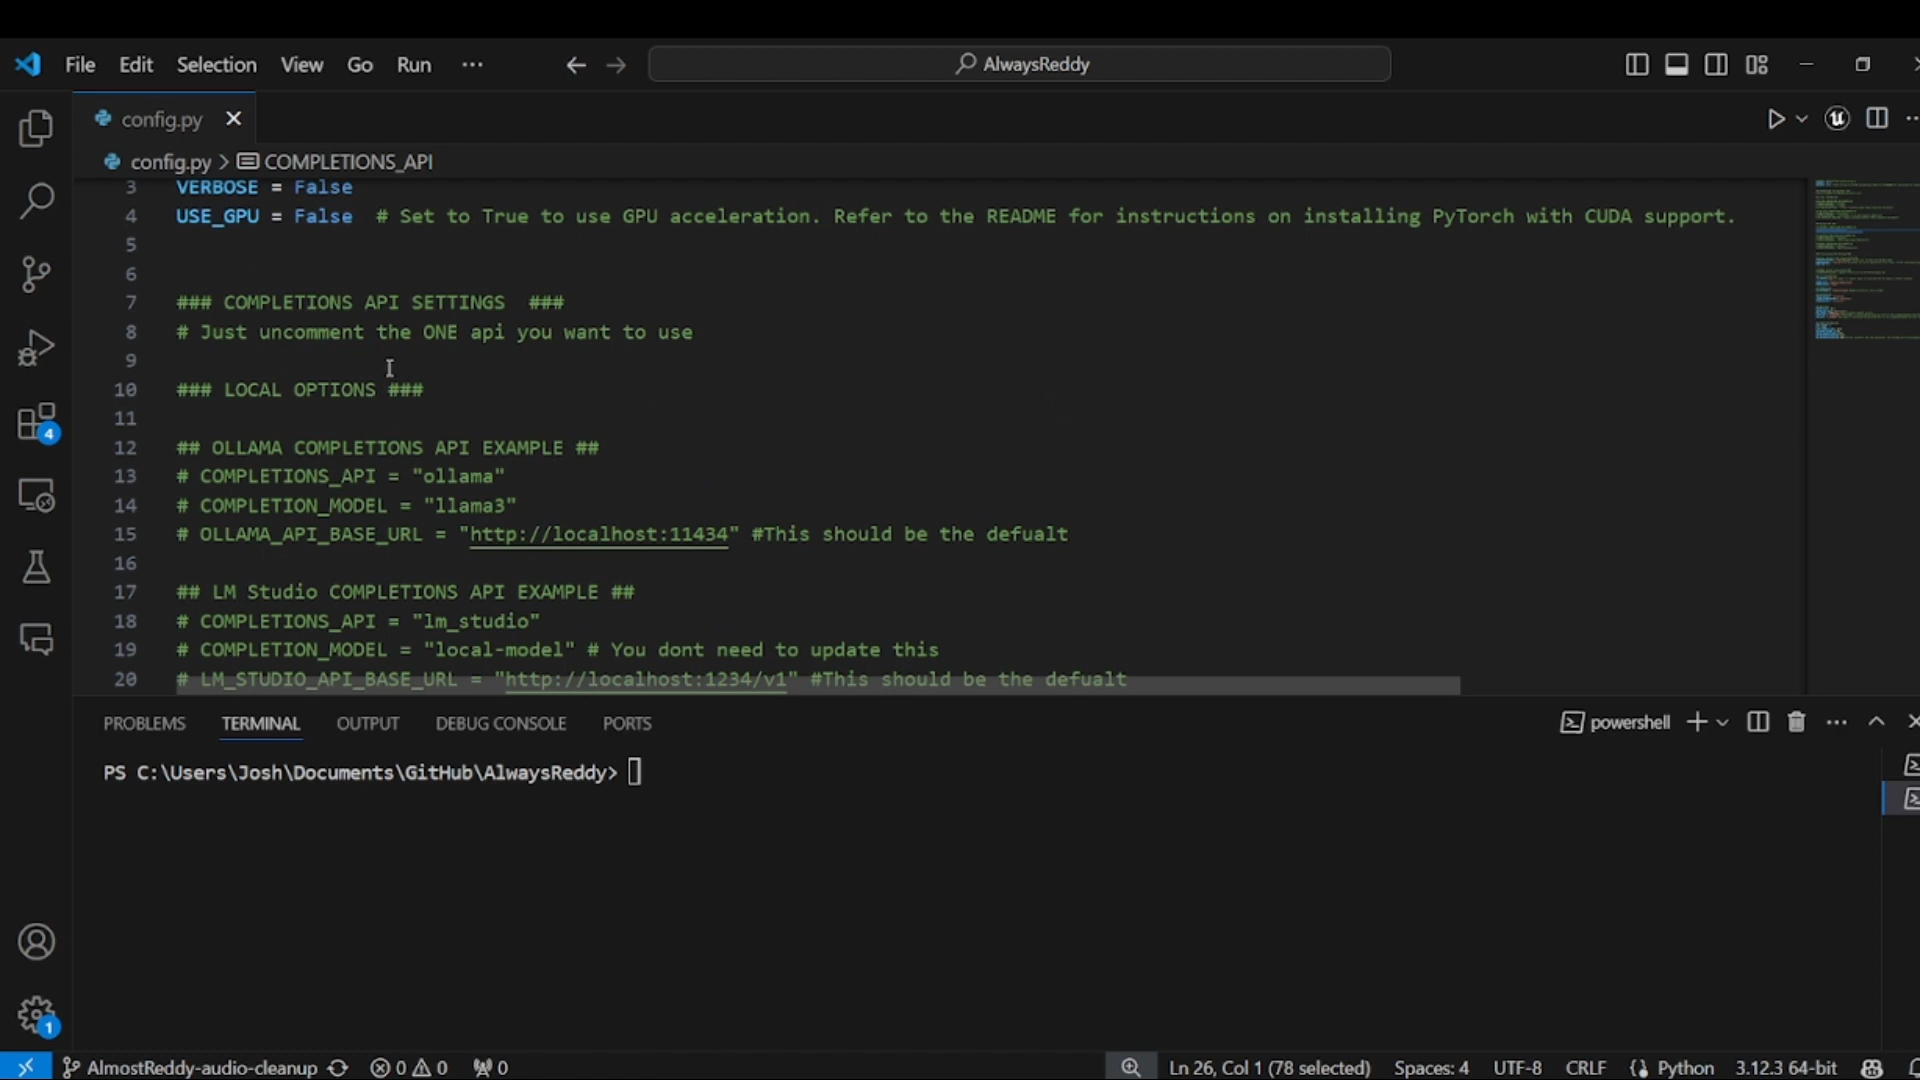 File Edit Selection View Go Run ··· AlwaysReddy
config.py
config.py > COMPLETIONS_API
3 VERBOSE = False
4 USE_GPU = False # Set to True to use GPU acceleration. Refer to the README for instructions on installing PyTorch with CUDA support.
5
6
7 ### COMPLETIONS API SETTINGS ###
8 # Just uncomment the ONE api you want to use
9
10 ### LOCAL OPTIONS ###
11
12 ## OLLAMA COMPLETIONS API EXAMPLE ##
13 # COMPLETIONS_API = "ollama"
14 # COMPLETION_MODEL = "llama3"
15 # OLLAMA_API_BASE_URL = "http://localhost:11434" #This should be the defualt
16
17 ## LM Studio COMPLETIONS API EXAMPLE ##
18 # COMPLETIONS_API = "lm_studio"
19 # COMPLETION_MODEL = "local-model" # You dont need to update this
20 # LM_STUDIO_API_BASE_URL = "http://localhost:1234/v1" #This should be the defualt
4
PROBLEMS TERMINAL OUTPUT DEBUG CONSOLE PORTS powershell
PS C:\Users\Josh\Documents\GitHub\AlwaysReddy>
1
AlmostReddy-audio-cleanup 0 0 0 Ln 26, Col 1 (78 selected) Spaces: 4 UTF-8 CRLF Python 3.12.3 64-bit